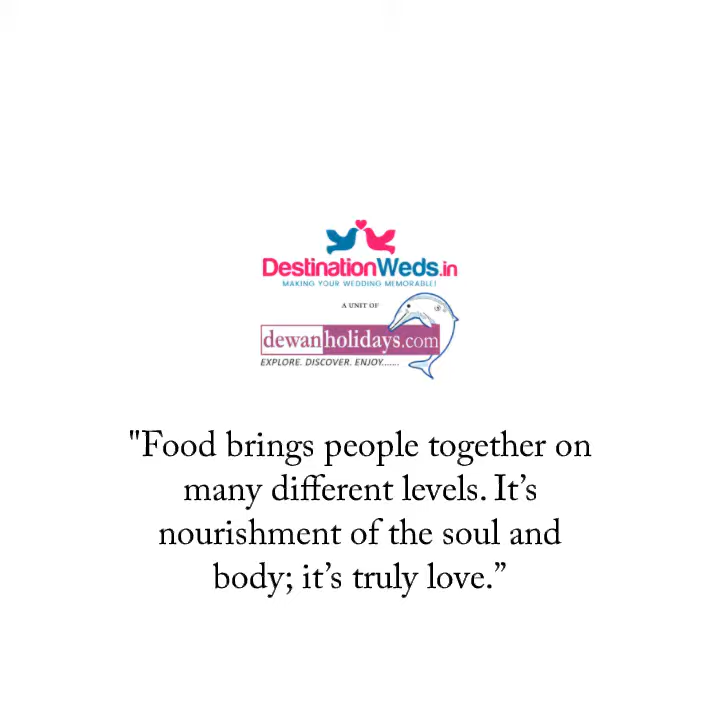 DestinationWeds.in
MAKING YOUR WEDDING MEMORABLE!
A UNIT OF
dewanholidays.com
EXPLORE. DISCOVER. ENJOY.......
"Food brings people together on
many different levels. It’s
nourishment of the soul and
body; it’s truly love.”